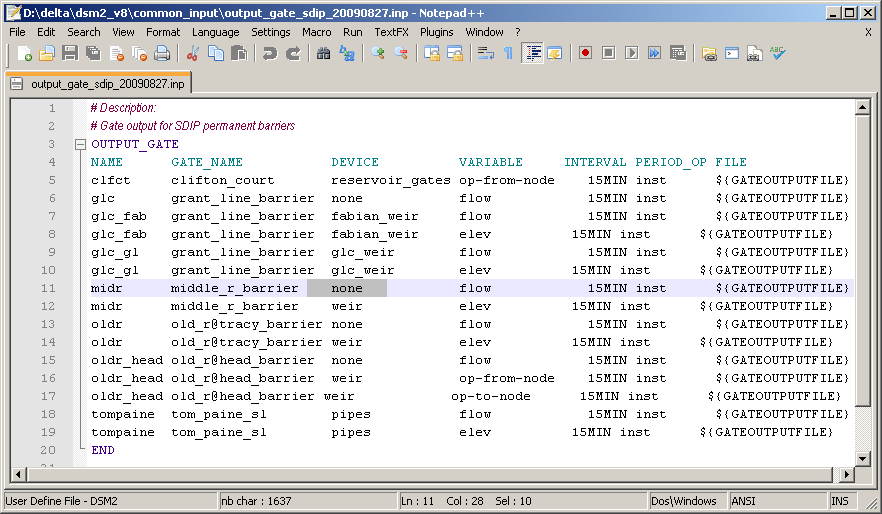 D:\delta\dsm2_v8\common_input\output_gate_sdip_20090827.inp - Notepad++
File Edit Search View Format Language Settings Macro Run TextFX Plugins Window ? X
output_gate_sdip_20090827.inp
1 # Description:
2 # Gate output for SDIP permanent barriers
3 OUTPUT_GATE
4 NAME GATE_NAME DEVICE VARIABLE INTERVAL PERIOD_OP FILE
5 clfct clifton_court reservoir_gates op-from-node 15MIN inst ${GATEOUTPUTFILE}
6 glc grant_line_barrier none flow 15MIN inst ${GATEOUTPUTFILE}
7 glc_fab grant_line_barrier fabian_weir flow 15MIN inst ${GATEOUTPUTFILE}
8 glc_fab grant_line_barrier fabian_weir elev 15MIN inst ${GATEOUTPUTFILE}
9 glc_gl grant_line_barrier glc_weir flow 15MIN inst ${GATEOUTPUTFILE}
10 glc_gl grant_line_barrier glc_weir elev 15MIN inst ${GATEOUTPUTFILE}
11 midr middle_r_barrier none flow 15MIN inst ${GATEOUTPUTFILE}
12 midr middle_r_barrier weir elev 15MIN inst ${GATEOUTPUTFILE}
13 oldr old_r@tracy_barrier none flow 15MIN inst ${GATEOUTPUTFILE}
14 oldr old_r@tracy_barrier weir elev 15MIN inst ${GATEOUTPUTFILE}
15 oldr_head old_r@head_barrier none flow 15MIN inst ${GATEOUTPUTFILE}
16 oldr_head old_r@head_barrier weir op-from-node 15MIN inst ${GATEOUTPUTFILE}
17 oldr_head old_r@head_barrier weir op-to-node 15MIN inst ${GATEOUTPUTFILE}
18 tompaine tom_paine_sl pipes flow 15MIN inst ${GATEOUTPUTFILE}
19 tompaine tom_paine_sl pipes elev 15MIN inst ${GATEOUTPUTFILE}
20 END
User Define File - DSM2 nb char : 1637 Ln : 11 Col : 28 Sel : 10 Dos\Windows ANSI INS